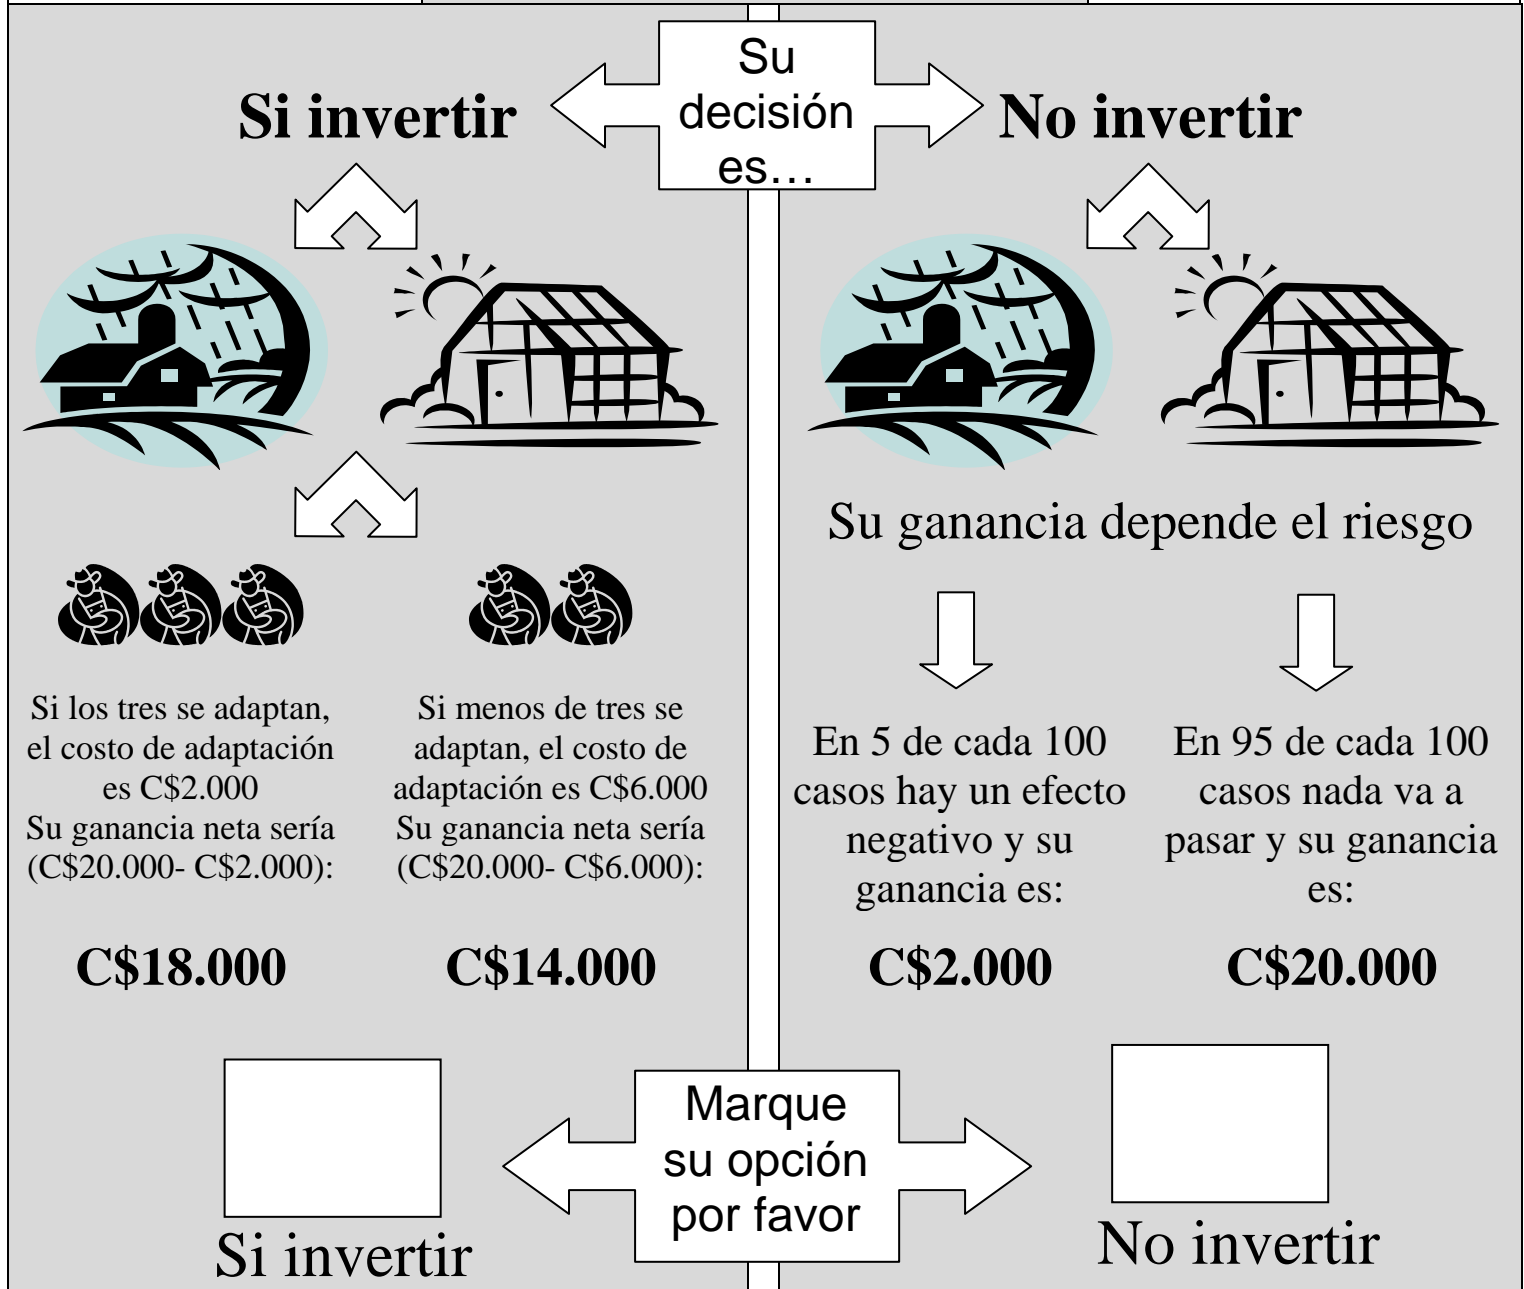 Su
decisión
es…
Si invertir
No invertir
Si los tres se adaptan,
el costo de adaptación
es C$2.000
Su ganancia neta sería
(C$20.000- C$2.000):
C$18.000
Si menos de tres se
adaptan, el costo de
adaptación es C$6.000
Su ganancia neta sería
(C$20.000- C$6.000):
C$14.000
Su ganancia depende el riesgo
En 5 de cada 100
casos hay un efecto
negativo y su
ganancia es:
C$2.000
En 95 de cada 100
casos nada va a
pasar y su ganancia
es:
C$20.000
Marque
su opción
por favor
Si invertir
No invertir